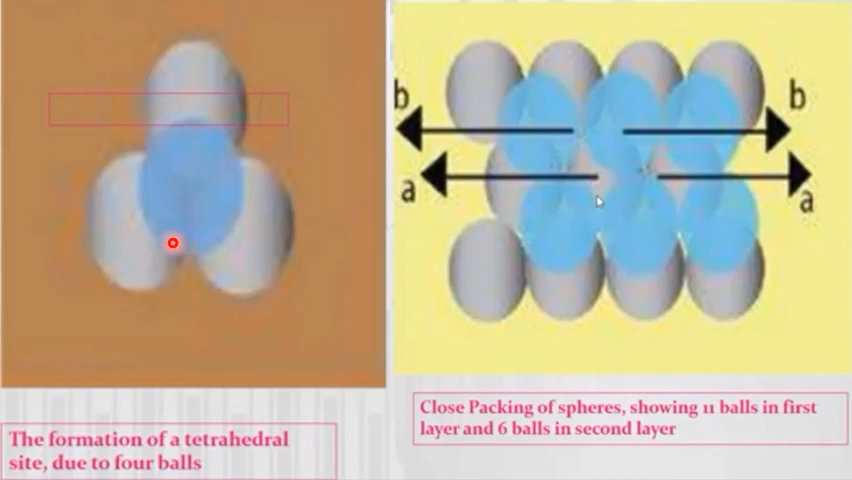 b
b
a
a
The formation of a tetrahedral
site, due to four balls
Close Packing of spheres, showing 11 balls in first
layer and 6 balls in second layer